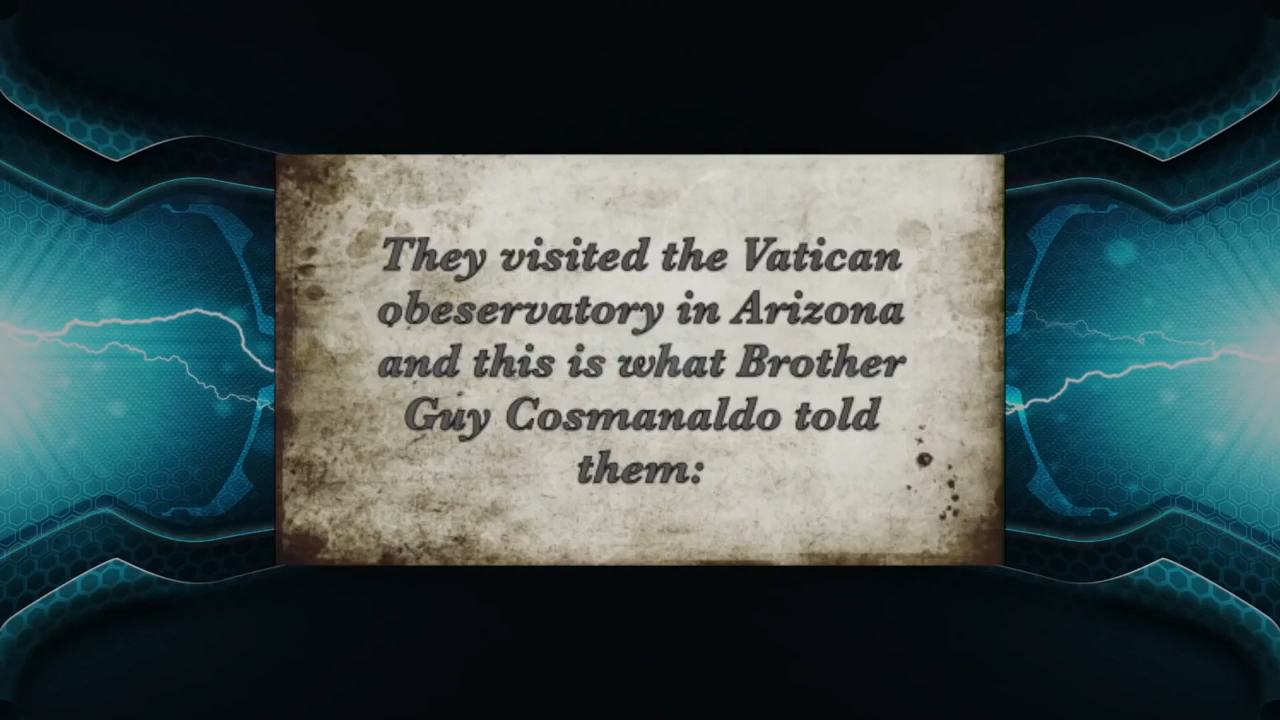 They visited the Vatican
obeservatory in Arizona
and this is what Brother
Guy Cosmanaldo told
them: